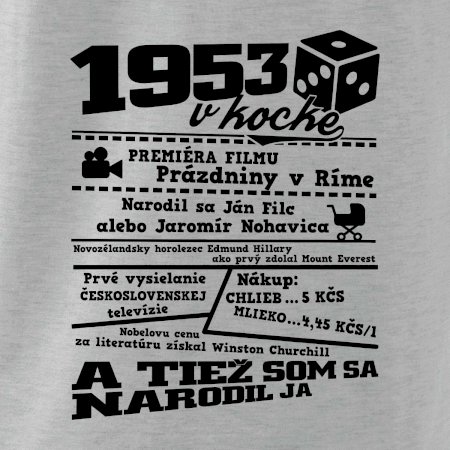 1953
v kocke
PREMIÉRA FILMU
Prázdniny v Ríme
Narodil sa Ján Filc
alebo Jaromír Nohavica
Novozélandsky horolezec Edmund Hillary
ako prvý zdolal Mount Everest
Prvé vysielanie
ČESKOSLOVENSKEJ
televízie
Nákup:
CHLIEB ... 5 KČS
MLIEKO...4,45 KČS/l
Nobelovu cenu
za literatúru získal Winston Churchill
A TIEŽ SOM SA
NARODIL JA